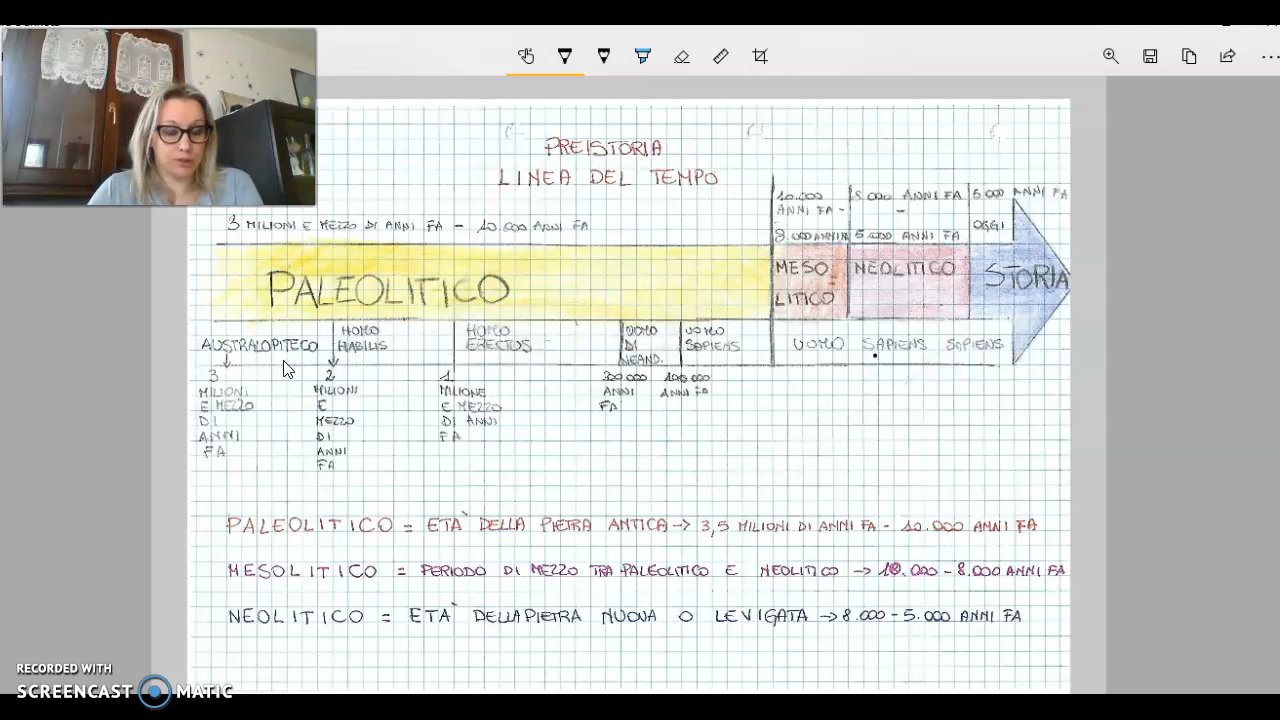 PREISTORIA
LINEA DEL TEMPO
3 MILIONI E MEZZO DI ANNI FA - 10.000 ANNI FA
10.000 ANNI FA - 8.000 ANNI FA
8.000 ANNI FA - 5.000 ANNI FA
5.000 ANNI FA
OGGI
PALEOLITICO
MESO-
LITICO
NEOLITICO
STORIA
AUSTRALOPITECO
HOMO
HABILIS
HOMO
ERECTUS
UOMO
DI
NEAND.
UOMO
SAPIENS
UOMO SAPIENS SAPIENS
3
MILIONI
E MEZZO
DI
ANNI
FA
2
MILIONI
E
MEZZO
DI
ANNI
FA
1
MILIONE
E MEZZO
DI ANNI
FA
ANNI
FA
100.000
ANNI FA
PALEOLITICO = ETÀ DELLA PIETRA ANTICA → 3,5 MILIONI DI ANNI FA - 10.000 ANNI FA
MESOLITICO = PERIODO DI MEZZO TRA PALEOLITICO E NEOLITICO → 10.000 - 8.000 ANNI FA
NEOLITICO = ETÀ DELLA PIETRA NUOVA O LEVIGATA → 8.000 - 5.000 ANNI FA
RECORDED WITH
SCREENCAST MATIC